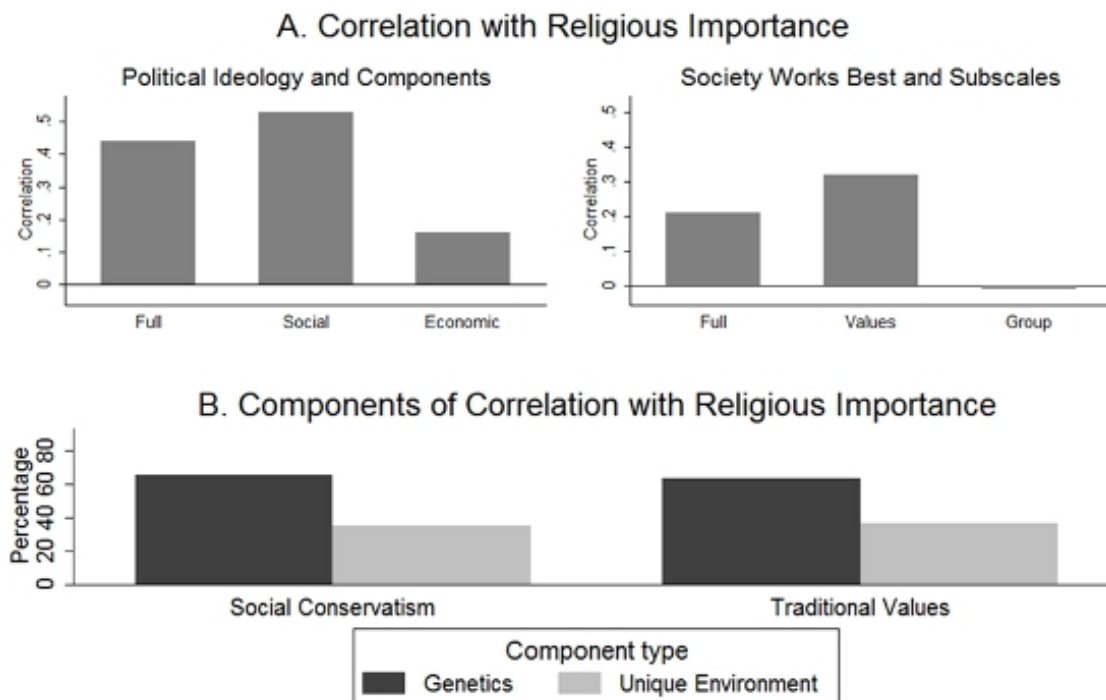 A. Correlation with Religious Importance
Political Ideology and Components
Correlation
0 .1 .2 .3 .4 .5
Full Social Economic
Society Works Best and Subscales
Correlation
0 .1 .2 .3 .4 .5
Full Values Group
B. Components of Correlation with Religious Importance
Percentage
0 20 40 60 80
Social Conservatism Traditional Values
Component type
Genetics Unique Environment